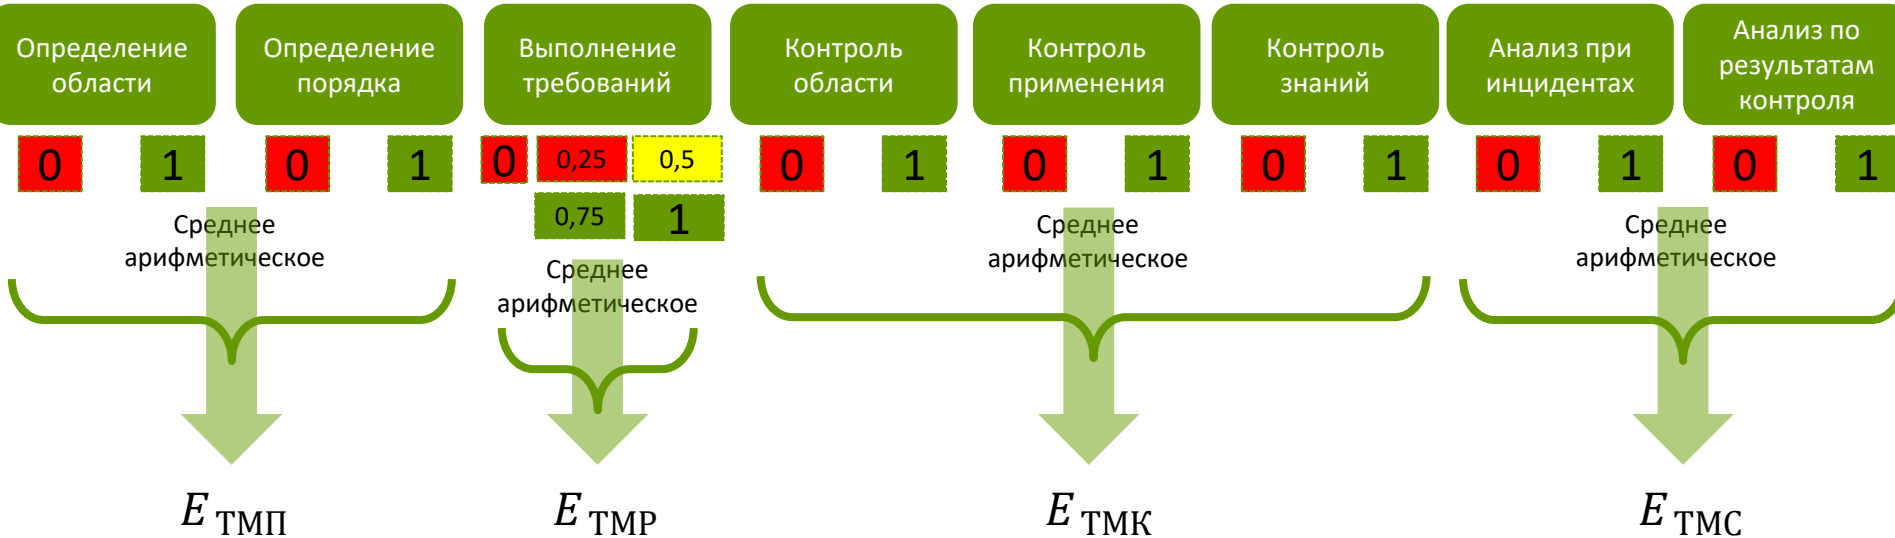 Определение
области
Определение
порядка
Выполнение
требований
Контроль
области
Контроль
применения
Контроль
знаний
Анализ при
инцидентах
Анализ по
результатам
контроля
0 1 0 1 0 0,25 0,5 0 1 0 1 0 1 0 1 0 1
0,75 1
Среднее
арифметическое
Среднее
арифметическое
Среднее
арифметическое
Среднее
арифметическое
E ТМП
E ТМР
E ТМК
E ТМС